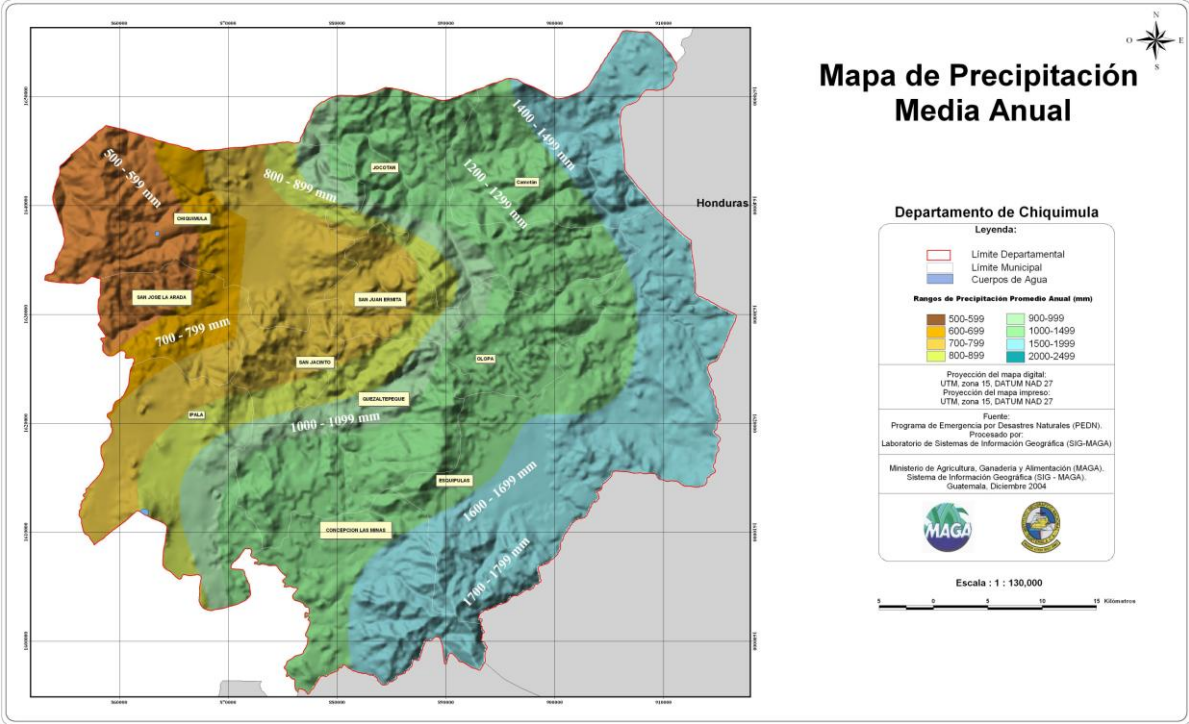 Mapa de Precipitación
Media Anual
N
O
E
S
500 - 599 mm
800 - 899 mm
1400 - 1499 mm
1200 - 1299 mm
700 - 799 mm
1000 - 1099 mm
1600 - 1699 mm
1700 - 1799 mm
JOCOTAN
Camotán
CHIQUIMULA
SAN JOSE LA ARADA
SAN JUAN ERMITA
SAN JACINTO
OLOPA
QUEZALTEPEQUE
IPALA
ESQUIPULAS
CONCEPCION LAS MINAS
Honduras
Departamento de Chiquimula
Leyenda:
Límite Departamental
Límite Municipal
Cuerpos de Agua
Rangos de Precipitación Promedio Anual (mm)
500-599
900-999
600-699
1000-1499
700-799
1500-1999
800-899
2000-2499
Proyección del mapa digital:
UTM, zona 15, DATUM NAD 27
Proyección del mapa impreso:
UTM, zona 15, DATUM NAD 27
Fuente:
Programa de Emergencia por Desastres Naturales (PEDN).
Procesado por:
Laboratorio de Sistemas de Información Geográfica (SIG-MAGA)
Ministerio de Agricultura, Ganadería y Alimentación (MAGA).
Sistema de Información Geográfica (SIG - MAGA).
Guatemala, Diciembre 2004
MAGA
Escala : 1 : 130,000
5 0 5 10 15 Kilómetros